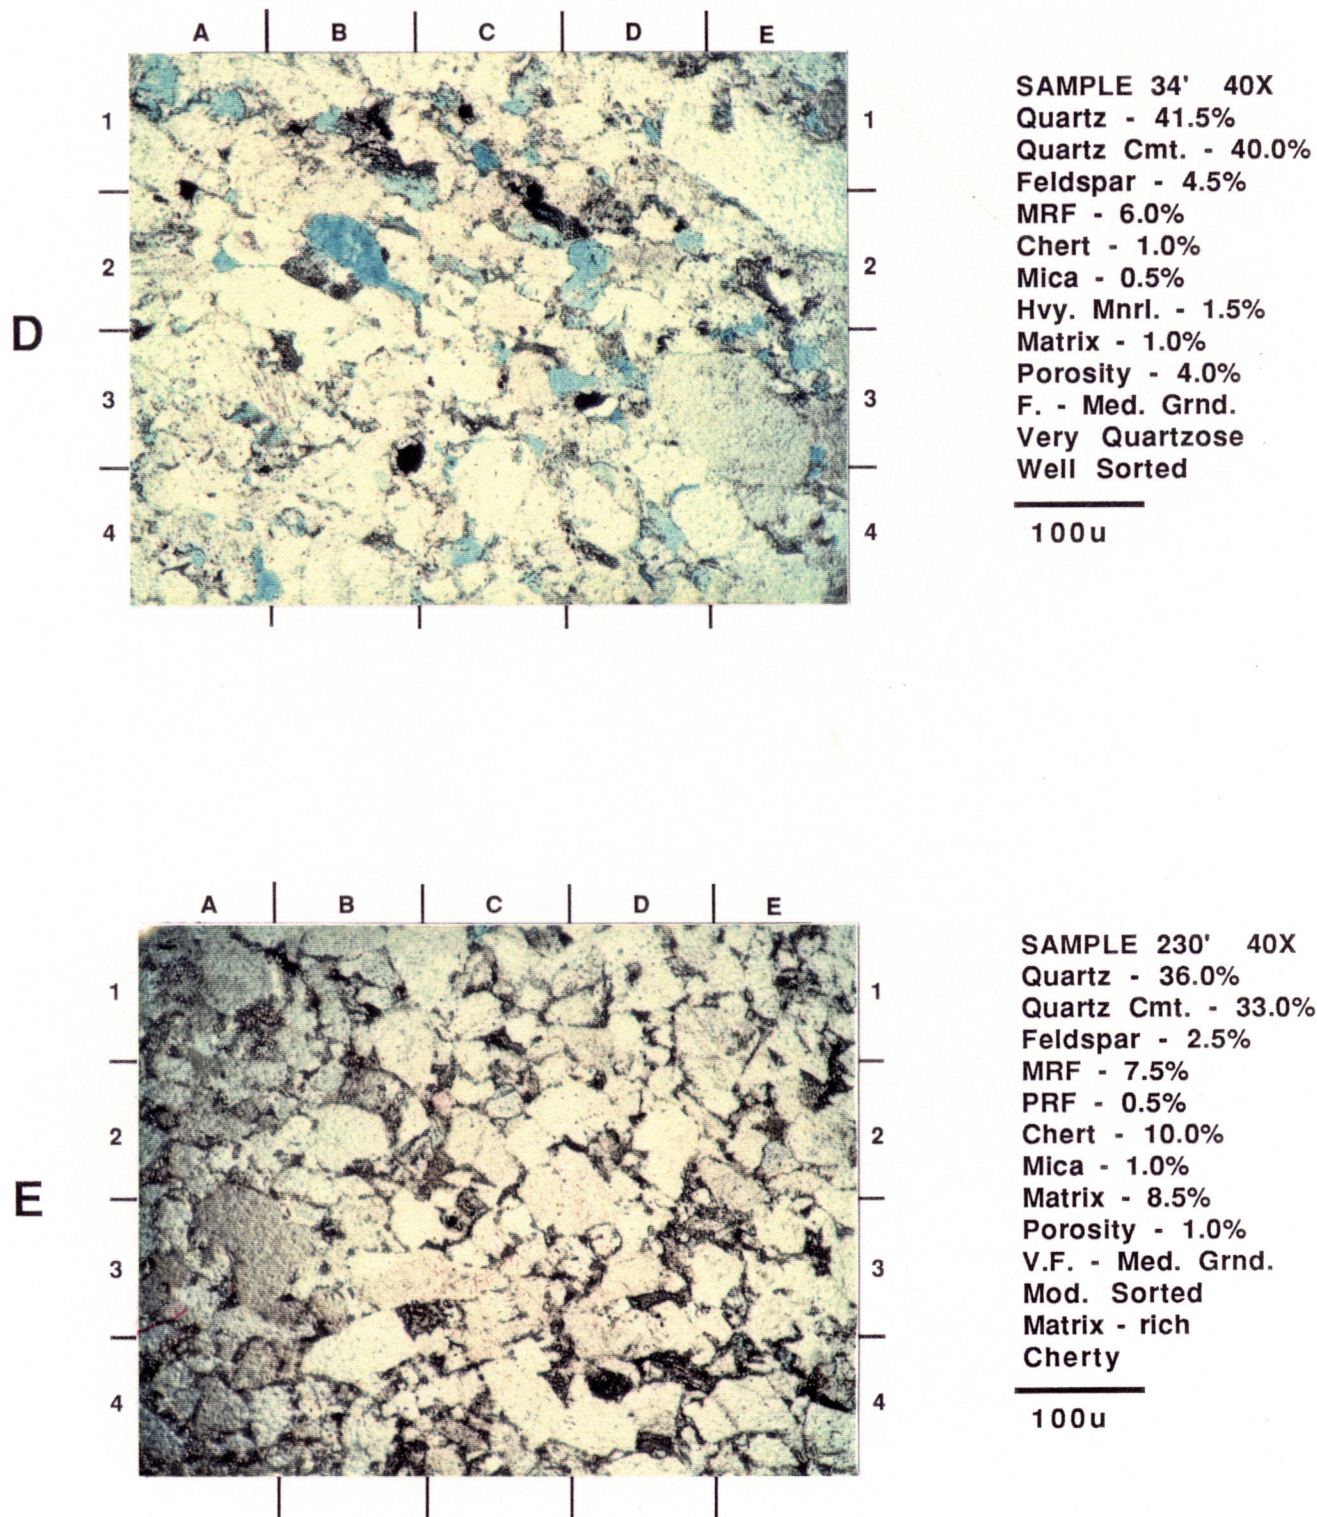 A B C D E
SAMPLE 34' 40X
Quartz - 41.5%
1 1
Quartz Cmt. - 40.0%
Feldspar - 4.5%
MRF - 6.0%
Chert - 1.0%
2 2
Mica - 0.5%
Hvy. Mnrl. - 1.5%
D
Matrix - 1.0%
Porosity - 4.0%
3 3
F. - Med. Grnd.
Very Quartzose
Well Sorted
4 4
100u
A B C D E
SAMPLE 230' 40X
Quartz - 36.0%
1 1
Quartz Cmt. - 33.0%
Feldspar - 2.5%
MRF - 7.5%
PRF - 0.5%
Chert - 10.0%
2 2
Mica - 1.0%
E
Matrix - 8.5%
Porosity - 1.0%
V.F. - Med. Grnd.
3 3
Mod. Sorted
Matrix - rich
Cherty
4 4
100u